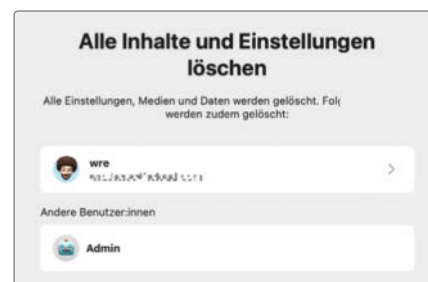 Alle Inhalte und Einstellungen
löschen
Alle Einstellungen, Medien und Daten werden gelöscht.
werden zudem gelöscht:
wre
Andere Benutzer:innen
Admin